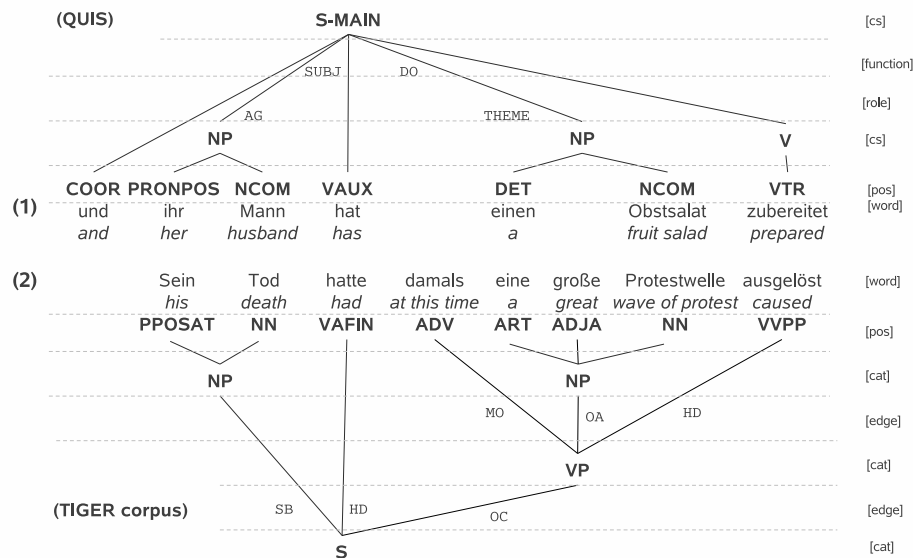 (QUIS) S-MAIN [cs]
SUBJ DO [function]
AG THEME [role]
NP NP V [cs]
COOR PRONPOS NCOM VAUX DET NCOM VTR [pos]
(1) und ihr Mann hat einen Obstsalat zubereitet [word]
and her husband has a fruit salad prepared
(2) Sein Tod hatte damals eine große Protestwelle ausgelöst [word]
his death had at this time a great wave of protest caused
PPOSAT NN VAFIN ADV ART ADJA NN VVPP [pos]
NP NP [cat]
MO OA HD [edge]
VP [cat]
(TIGER corpus) SB HD OC [edge]
S [cat]